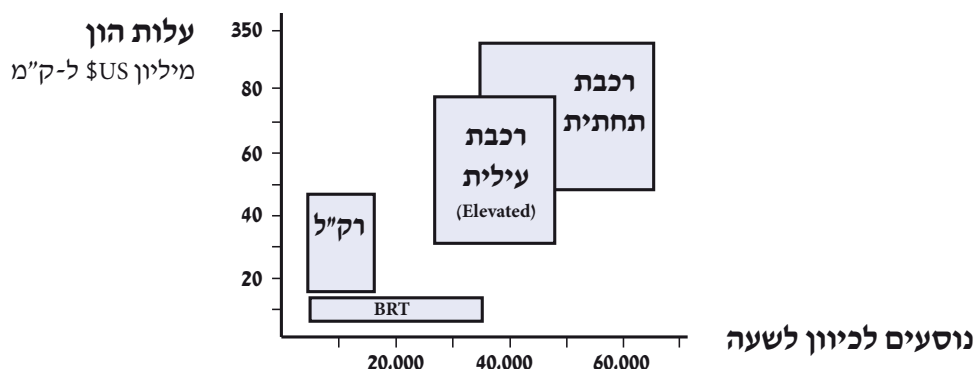 עלות הון
מיליון US$ ל-ק"מ
350
80
60
40
20
רכבת
תחתית
רכבת
עילית
(Elevated)
רק"ל
BRT
20.000
40.000
60.000
נוסעים לכיוון לשעה